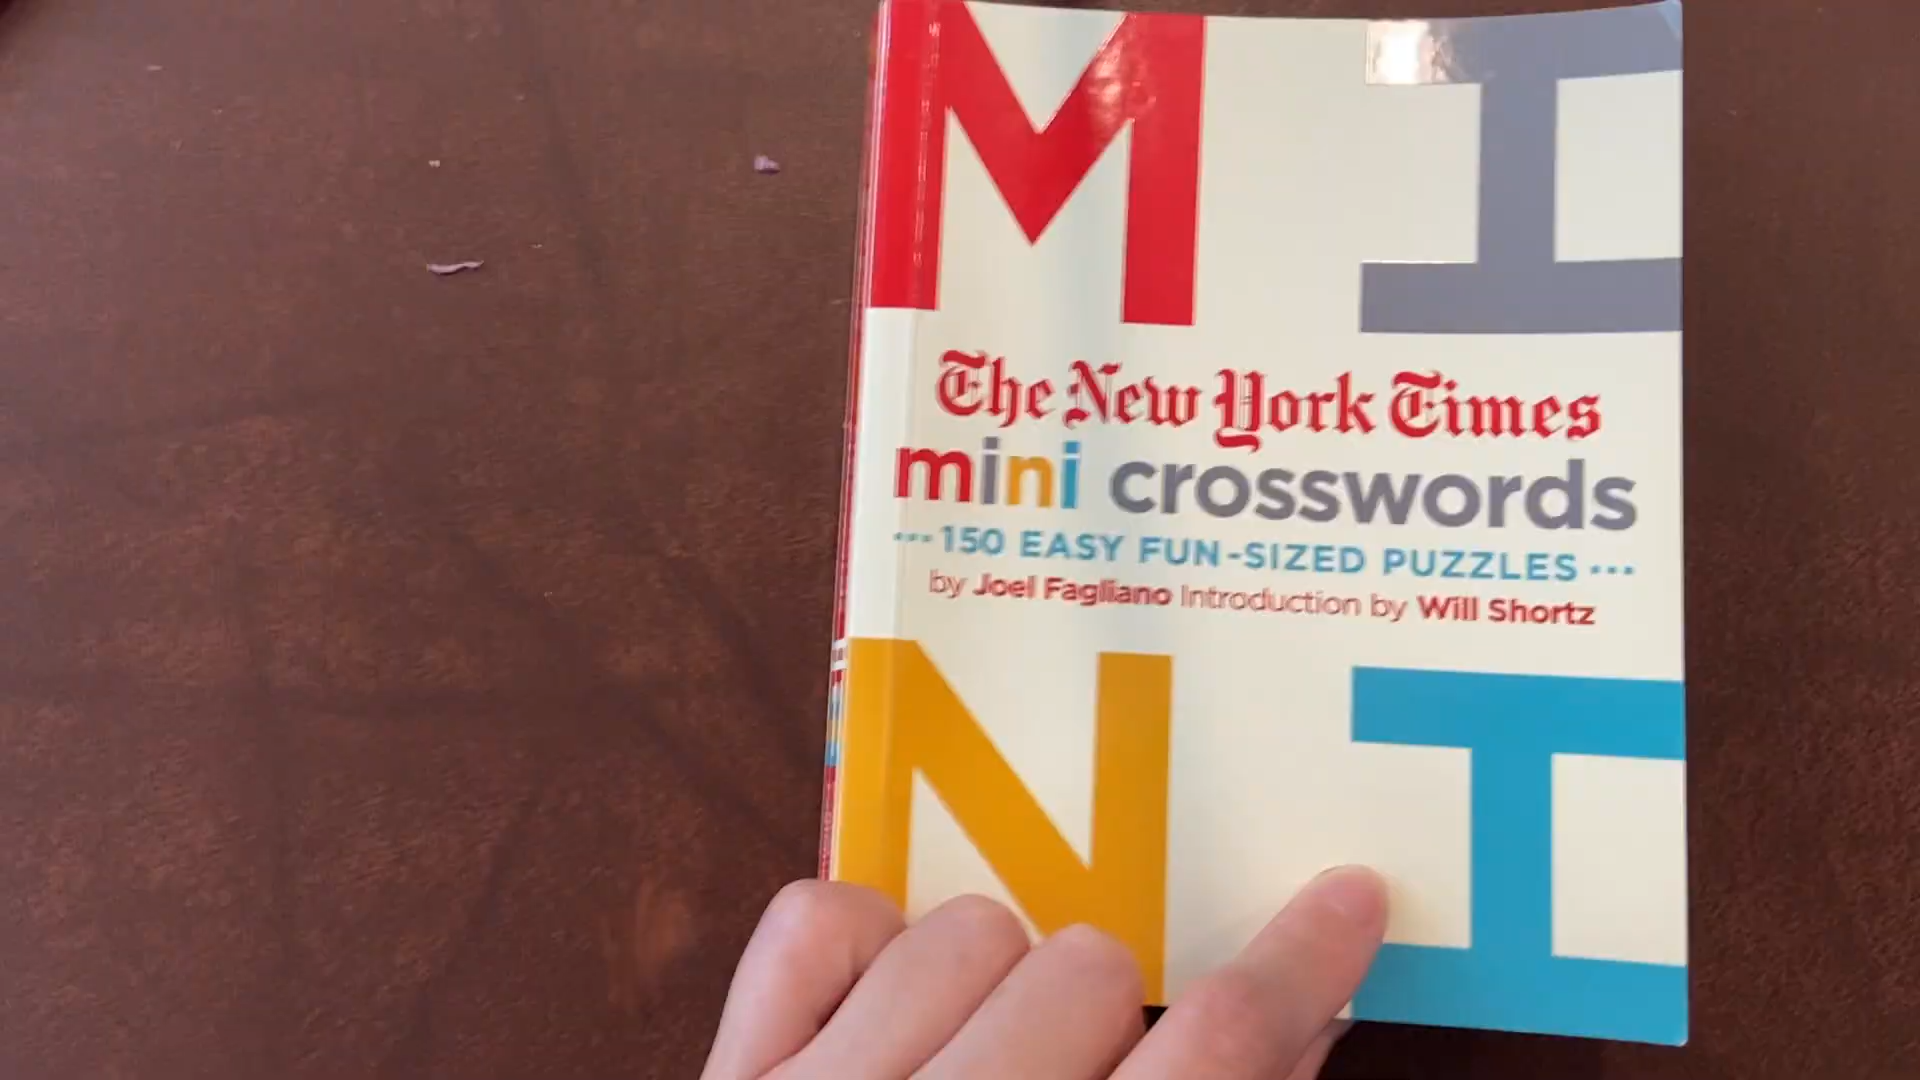 M I
The New York Times
mini crosswords
···150 EASY FUN-SIZED PUZZLES···
by Joel Fagliano Introduction by Will Shortz
N I